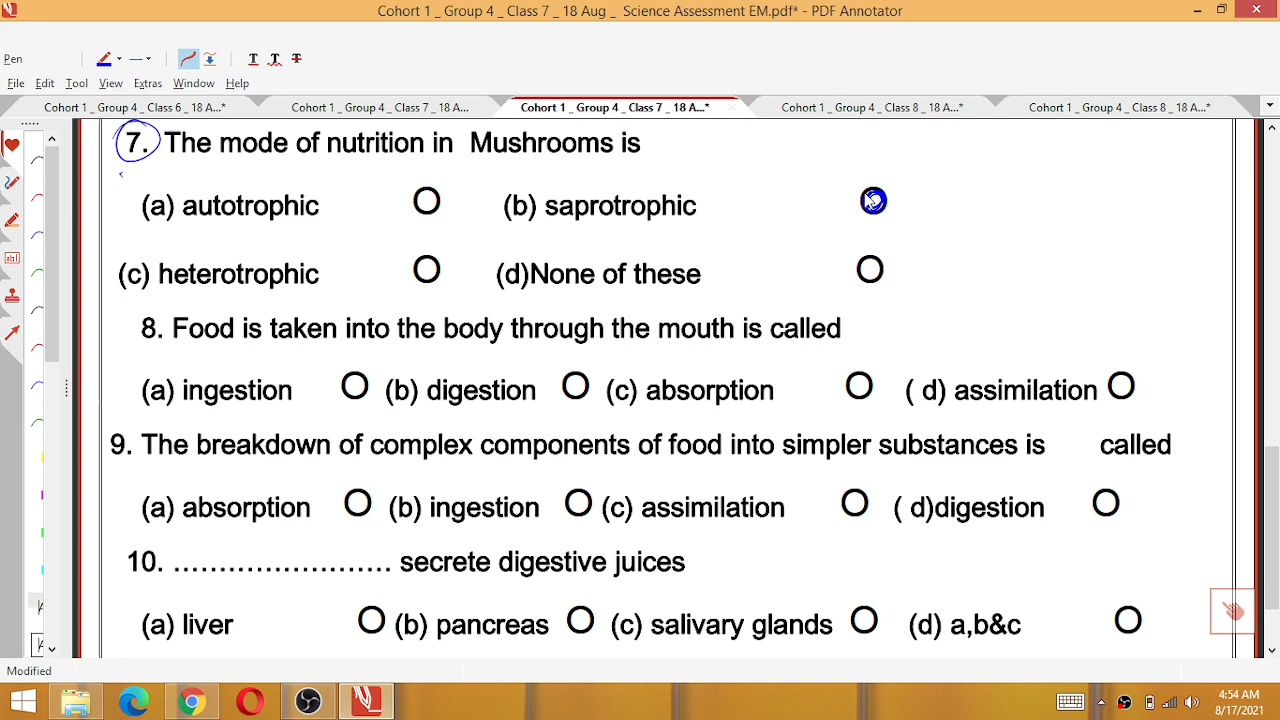 Cohort 1 _ Group 4 _ Class 7 _ 18 Aug _ Science Assessment EM.pdf* - PDF Annotator
Pen
T T T
File Edit Tool View Extras Window Help
Cohort 1 _ Group 4 _ Class 6 _ 18 A...* Cohort 1 _ Group 4 _ Class 7 _ 18 A... Cohort 1 _ Group 4 _ Class 7 _ 18 A...* Cohort 1 _ Group 4 _ Class 8 _ 18 A...* Cohort 1 _ Group 4 _ Class 8 _ 18 A...*
7. The mode of nutrition in Mushrooms is
(a) autotrophic O (b) saprotrophic
(c) heterotrophic O (d)None of these O
8. Food is taken into the body through the mouth is called
(a) ingestion O (b) digestion O (c) absorption O ( d) assimilation O
9. The breakdown of complex components of food into simpler substances is called
(a) absorption O (b) ingestion O (c) assimilation O ( d)digestion O
10. ........................ secrete digestive juices
(a) liver O (b) pancreas O (c) salivary glands O (d) a,b&c O
Modified
4:54 AM
8/17/2021